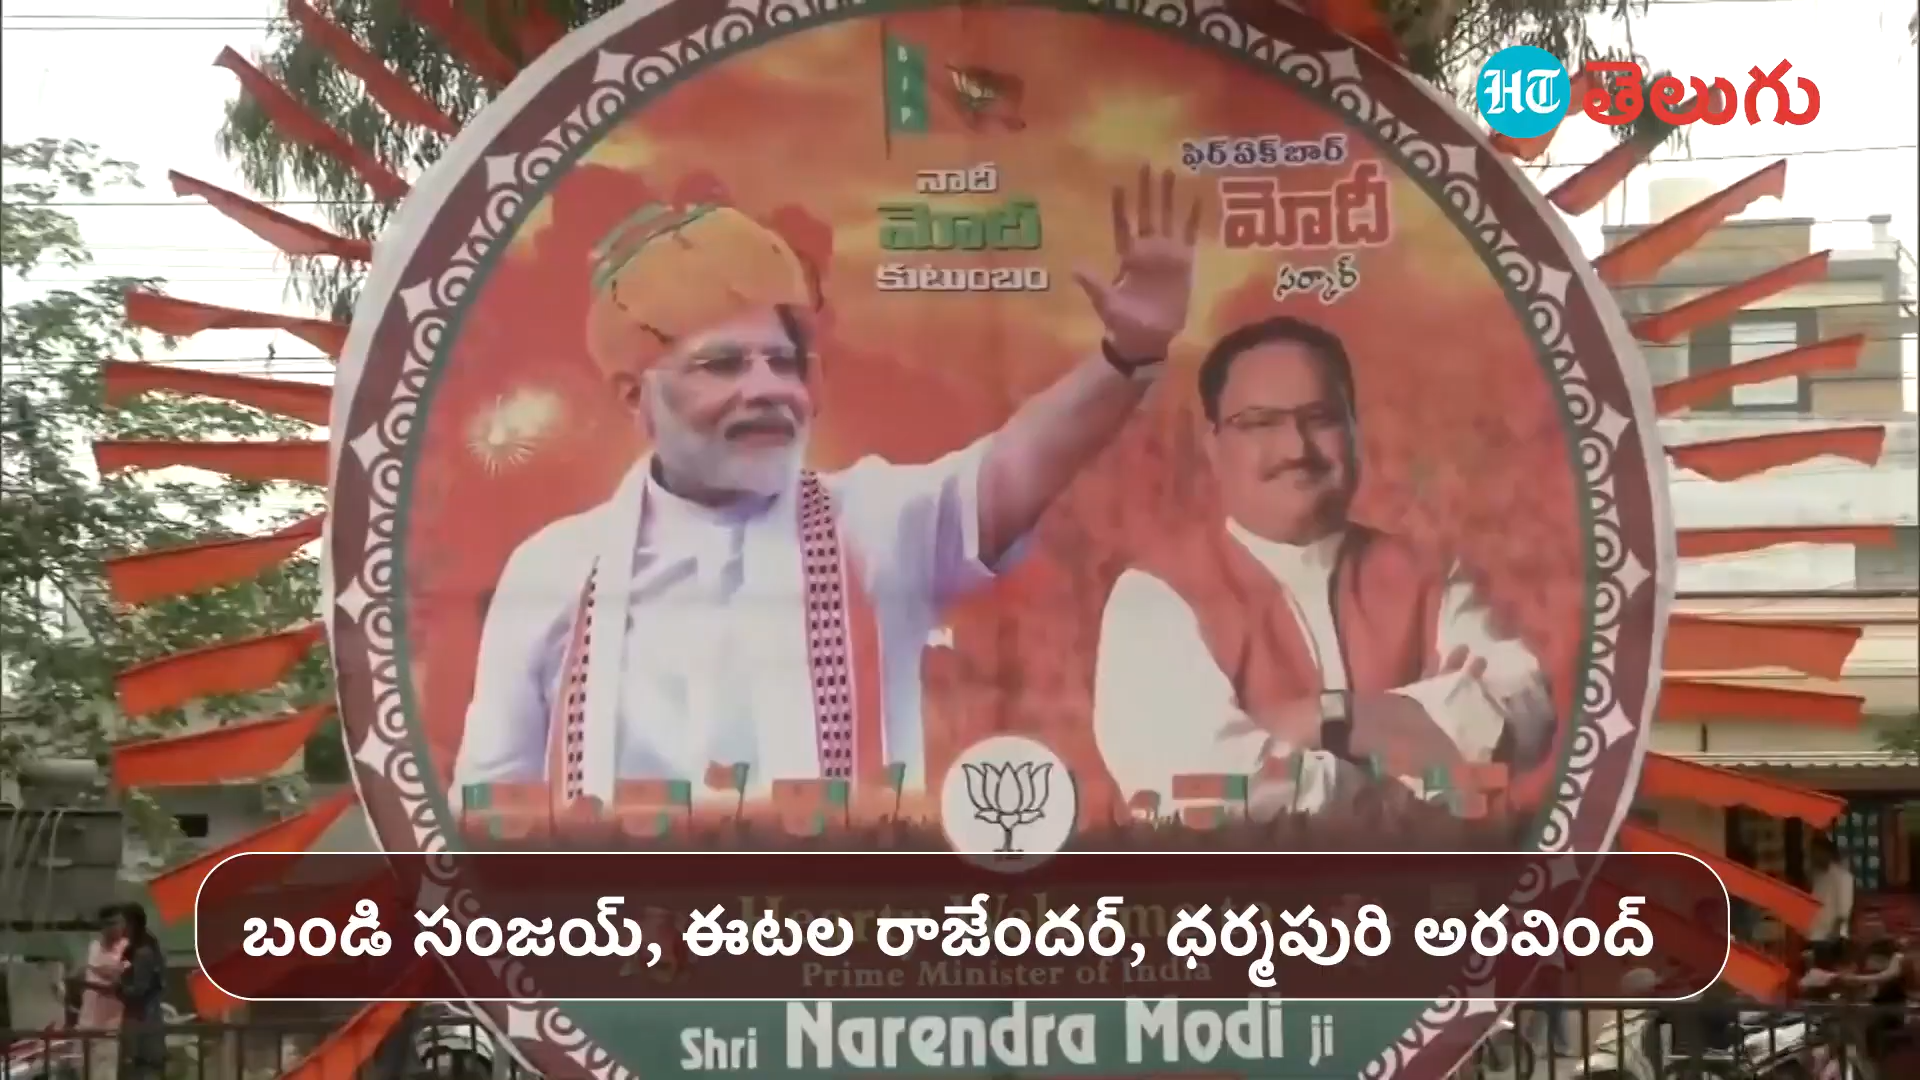 HT తెలుగు
BJP
నాది
మోదీ
కుటుంబం
ఫిర్ ఏక్ బార్
మోదీ
సర్కార్
బండి సంజయ్, ఈటల రాజేందర్, ధర్మపురి అరవింద్
Prime Minister of India
Shri Narendra Modi ji